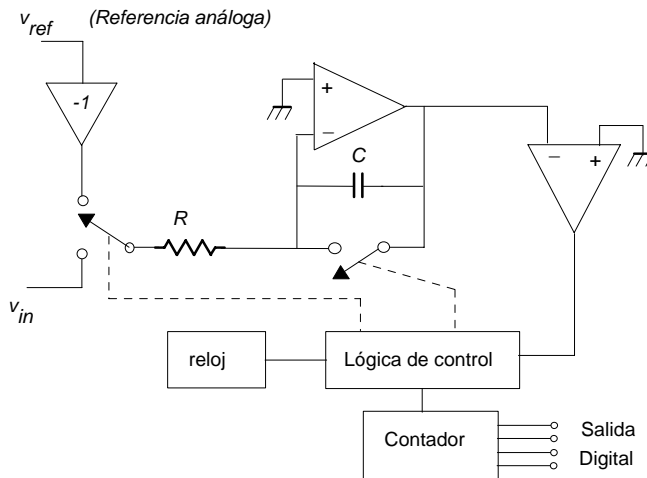 v_ref (Referencia análoga)
-1
+
−
C
− +
R
v_in
reloj
Lógica de control
Contador
Salida
Digital